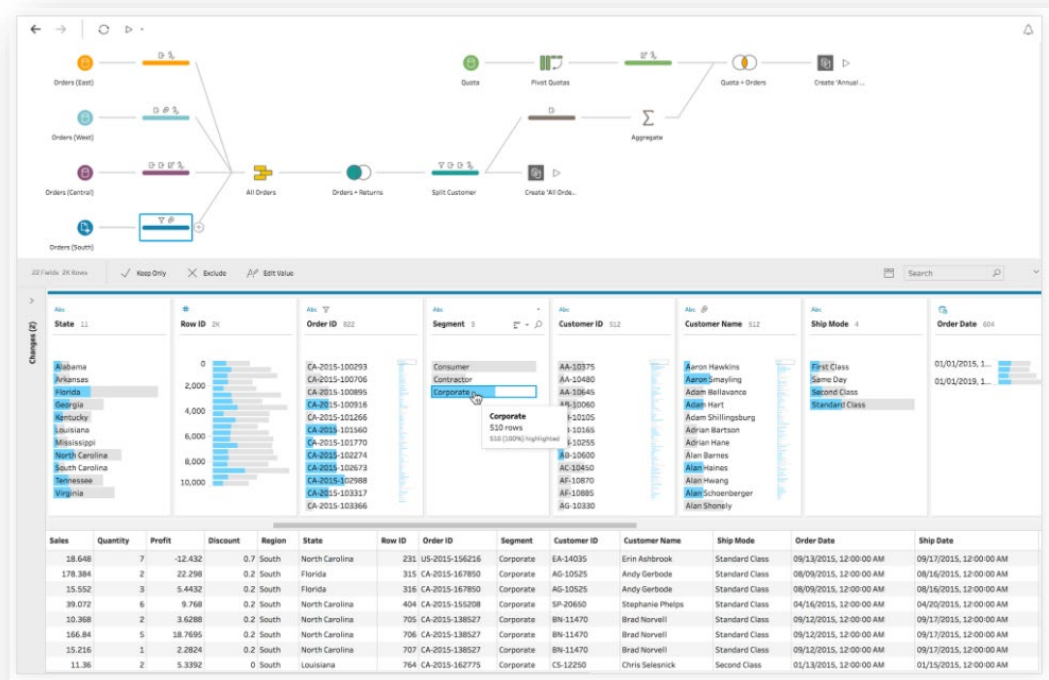 Orders (East)
Quota
Pivot Quotas
Quota + Orders
Create 'Annual ...
Orders (West)
Aggregate
Orders (Central)
All Orders
Orders + Returns
Split Customer
Create 'All Orde...
Orders (South)
22 Fields 2K Rows
Keep Only
Exclude
Edit Value
Search
Changes (2)
Abc
State 11
Alabama
Arkansas
Florida
Georgia
Kentucky
Louisiana
Mississippi
North Carolina
South Carolina
Tennessee
Virginia
#
Row ID 2K
0
2,000
4,000
6,000
8,000
10,000
Abc
Order ID 822
CA-2015-100293
CA-2015-100706
CA-2015-100895
CA-2015-100916
CA-2015-101266
CA-2015-101560
CA-2015-101770
CA-2015-102274
CA-2015-102673
CA-2015-102988
CA-2015-103317
CA-2015-103366
Abc
Segment 3
Consumer
Contractor
Corporate
Corporate
510 rows
510 (100%) highlighted
Abc
Customer ID 512
AA-10375
AA-10480
AA-10645
AB-10060
-10105
-10165
-10255
AB-10600
AC-10450
AF-10870
AF-10885
AG-10330
Abc
Customer Name 512
Aaron Hawkins
Aaron Smayling
Adam Bellavance
Adam Hart
Adam Shillingsburg
Adrian Barton
Adrian Hane
Alan Barnes
Alan Haines
Alan Hwang
Alan Schoenberger
Alan Shonely
Abc
Ship Mode 4
First Class
Same Day
Second Class
Standard Class
Order Date 604
01/01/2015, 1...
01/01/2019, 1...
Sales Quantity Profit Discount Region State Row ID Order ID Segment Customer ID Customer Name Ship Mode Order Date Ship Date
18.648 7 -12.432 0.7 South North Carolina 231 US-2015-156216 Corporate EA-14035 Erin Ashbrook Standard Class 09/13/2015, 12:00:00 AM 09/17/2015, 12:00:00 AM
178.384 2 22.298 0.2 South Florida 315 CA-2015-167850 Corporate AG-10525 Andy Gerbode Standard Class 08/09/2015, 12:00:00 AM 08/16/2015, 12:00:00 AM
15.552 3 5.4432 0.2 South Florida 316 CA-2015-167850 Corporate AG-10525 Andy Gerbode Standard Class 08/09/2015, 12:00:00 AM 08/16/2015, 12:00:00 AM
39.072 6 9.768 0.2 South North Carolina 404 CA-2015-155208 Corporate SP-20650 Stephanie Phelps Standard Class 04/16/2015, 12:00:00 AM 04/20/2015, 12:00:00 AM
10.368 2 3.6288 0.2 South North Carolina 705 CA-2015-138527 Corporate BN-11470 Brad Norvell Standard Class 09/12/2015, 12:00:00 AM 09/17/2015, 12:00:00 AM
166.84 5 18.7695 0.2 South North Carolina 706 CA-2015-138527 Corporate BN-11470 Brad Norvell Standard Class 09/12/2015, 12:00:00 AM 09/17/2015, 12:00:00 AM
15.216 1 2.2824 0.2 South North Carolina 707 CA-2015-138527 Corporate BN-11470 Brad Norvell Standard Class 09/12/2015, 12:00:00 AM 09/17/2015, 12:00:00 AM
11.36 2 5.3392 0 South Louisiana 764 CA-2015-162775 Corporate CS-12250 Chris Selesnick Second Class 01/13/2015, 12:00:00 AM 01/15/2015, 12:00:00 AM